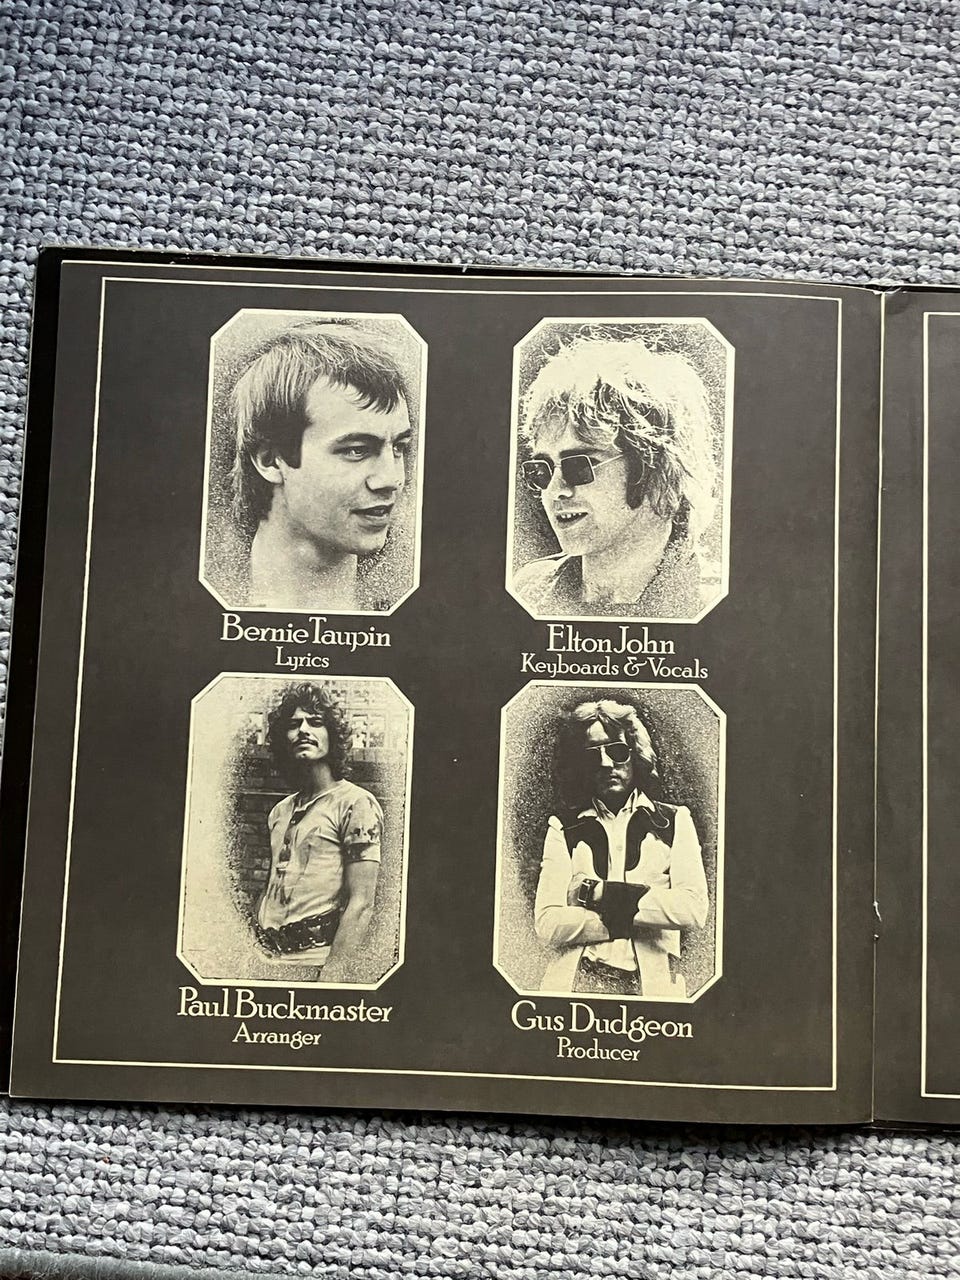 Bernie Taupin
Lyrics
Elton John
Keyboards & Vocals
Paul Buckmaster
Arranger
Gus Dudgeon
Producer